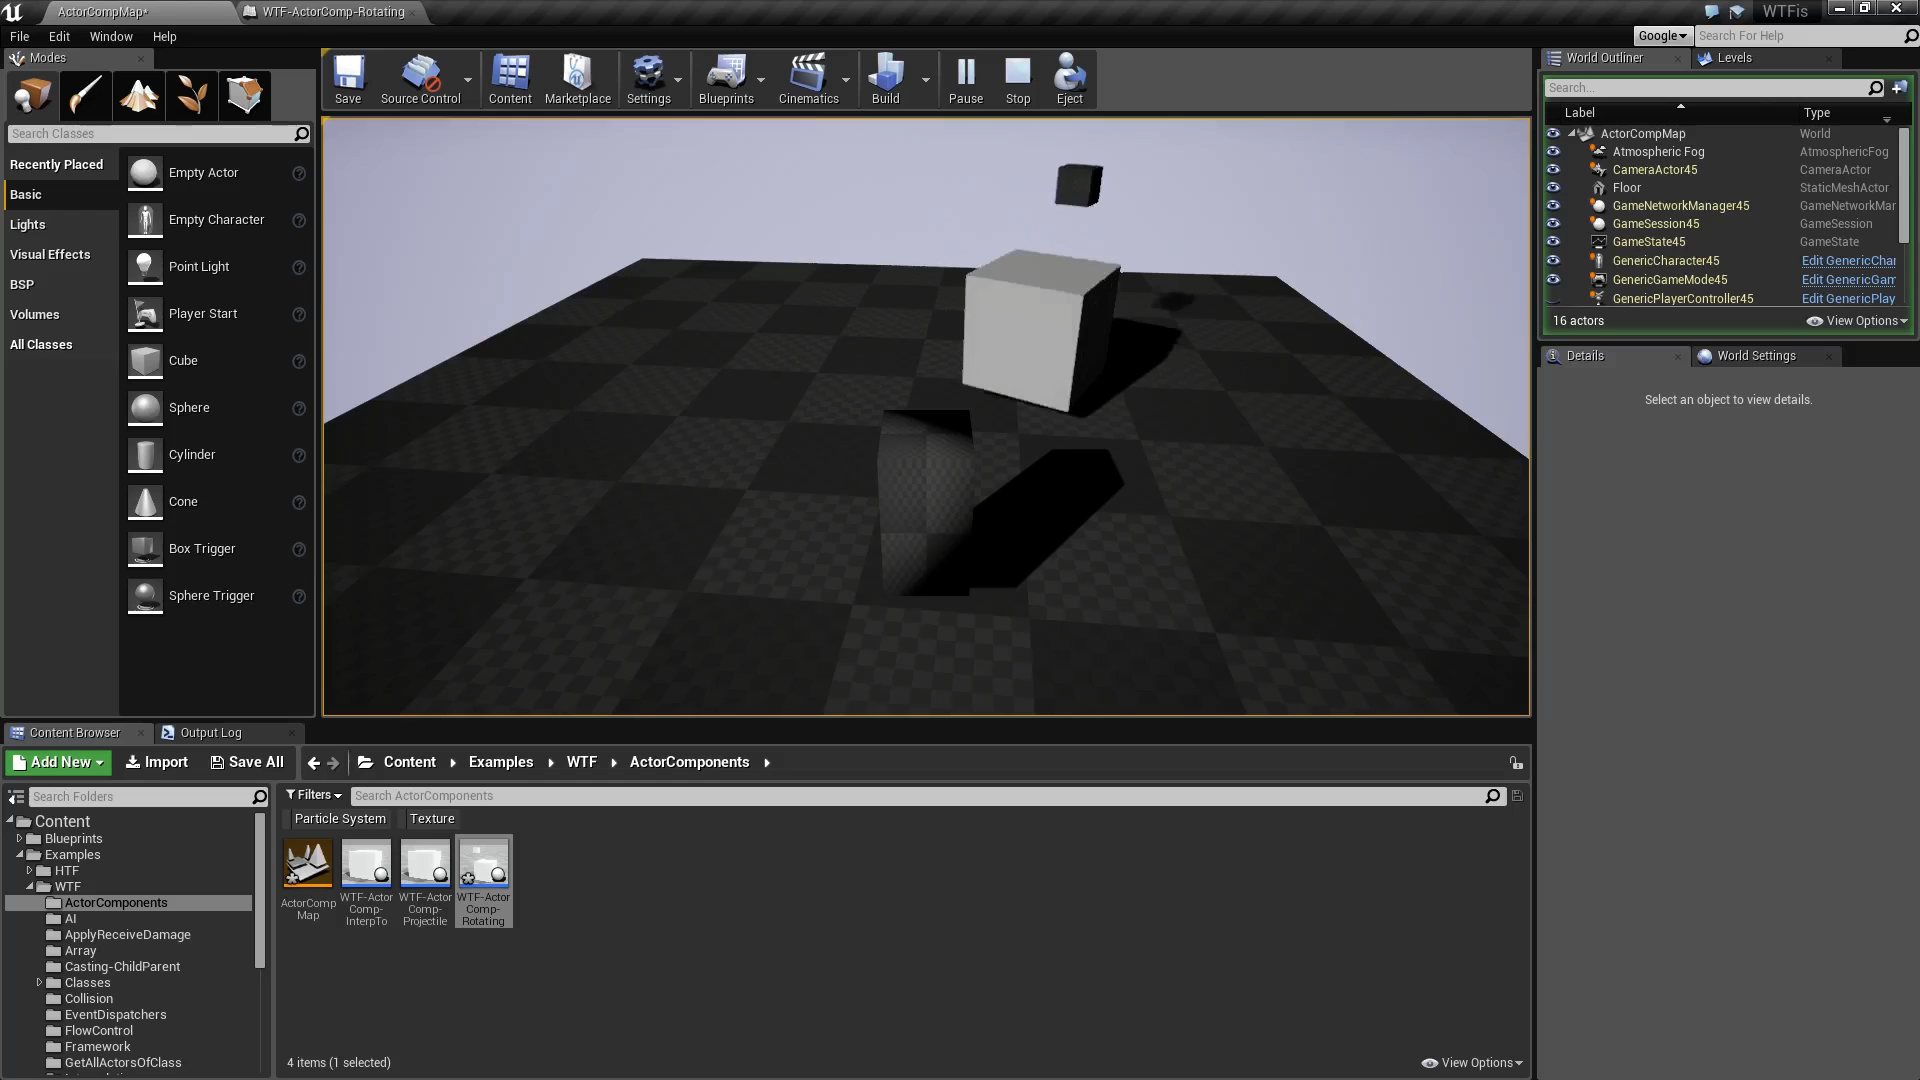 ActorCompMap*
WTF-ActorComp-Rotating
WTFis
File
Edit
Window
Help
Google
Search For Help
Modes
Search Classes
Recently Placed
Basic
Lights
Visual Effects
BSP
Volumes
All Classes
Empty Actor
Empty Character
Point Light
Player Start
Cube
Sphere
Cylinder
Cone
Box Trigger
Sphere Trigger
Save
Source Control
Content
Marketplace
Settings
Blueprints
Cinematics
Build
Pause
Stop
Eject
World Outliner
Levels
Search...
Label
Type
ActorCompMap
World
Atmospheric Fog
AtmosphericFog
CameraActor45
CameraActor
Floor
StaticMeshActor
GameNetworkManager45
GameNetworkMar
GameSession45
GameSession
GameState45
GameState
GenericCharacter45
Edit GenericChar
GenericGameMode45
Edit GenericGam
GenericPlayerController45
Edit GenericPlay
16 actors
View Options
Details
World Settings
Select an object to view details.
Content Browser
Output Log
Add New
Import
Save All
Content
Examples
WTF
ActorComponents
Search Folders
Content
Blueprints
Examples
HTF
WTF
ActorComponents
AI
ApplyReceiveDamage
Array
Casting-ChildParent
Classes
Collision
EventDispatchers
FlowControl
Framework
GetAllActorsOfClass
Filters
Search ActorComponents
Particle System
Texture
ActorComp
Map
WTF-Actor
Comp-
InterpTo
WTF-Actor
Comp-
Projectile
WTF-Actor
Comp-
Rotating
4 items (1 selected)
View Options